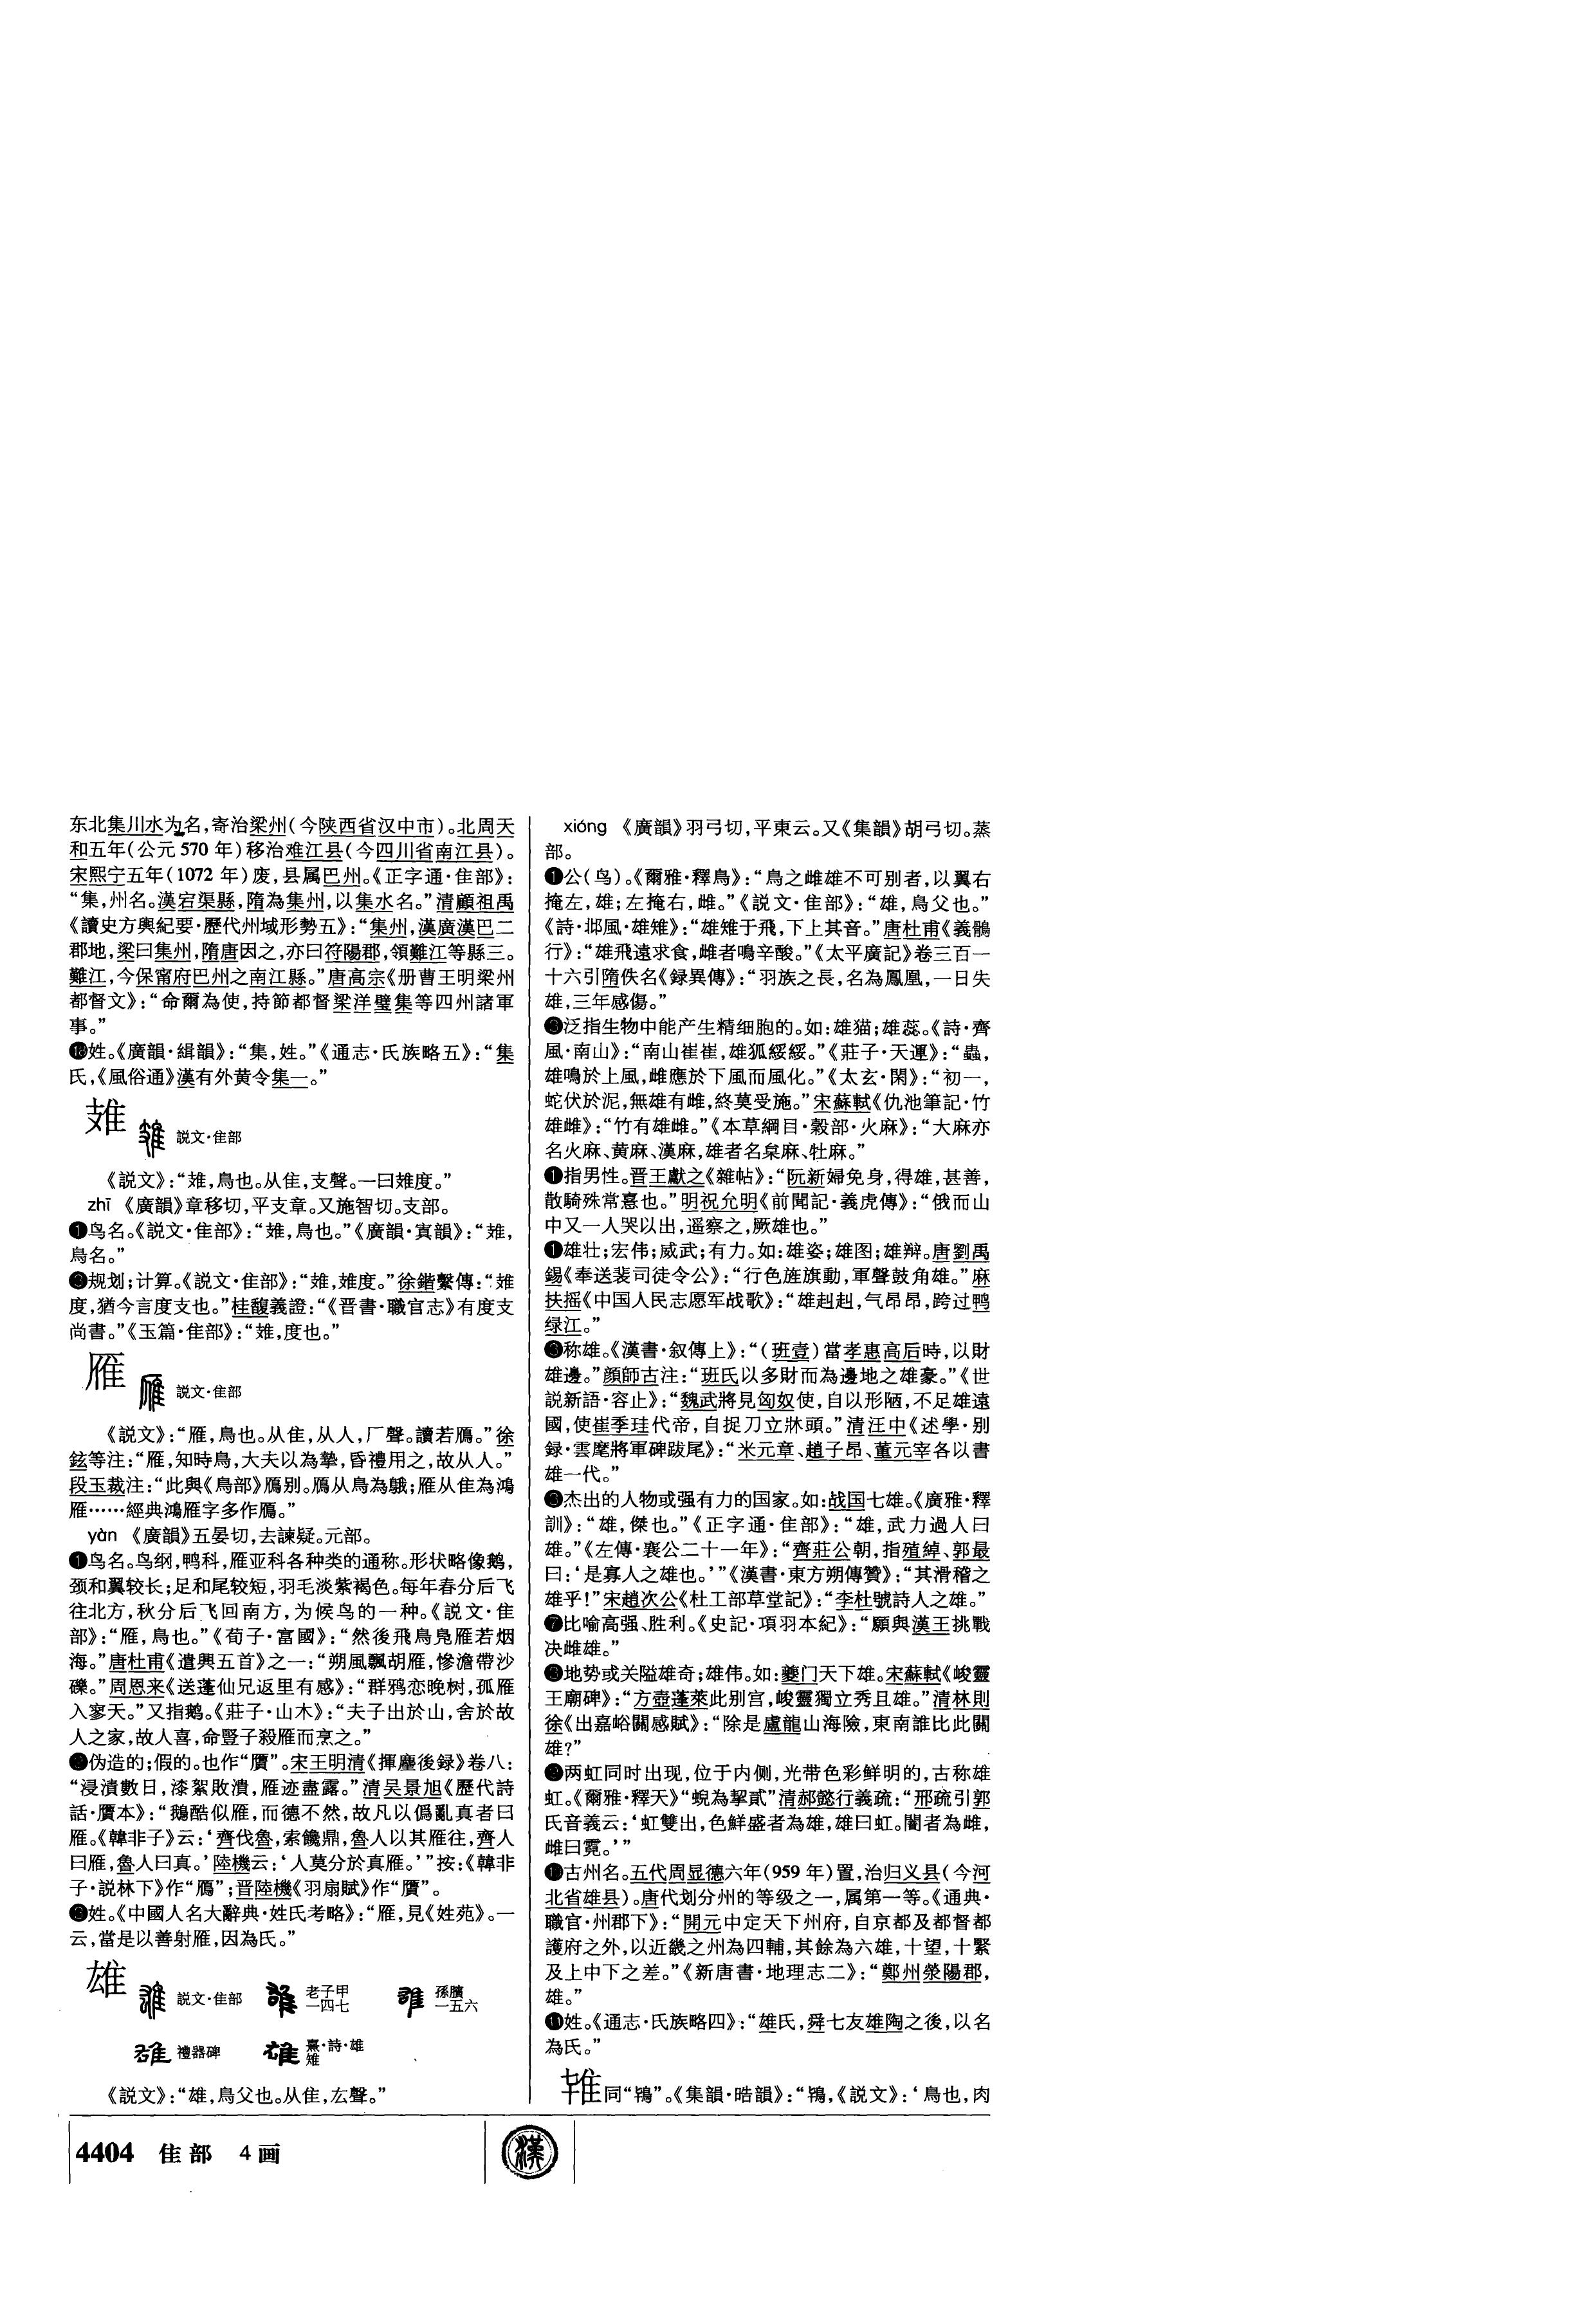 东北集川水为名，寄治梁州（今陕西省汉中市）。北周天
和五年（公元570年）移治难江县（今四川省南江县）。
宋熙宁五年（1072年）废，县属巴州。《正字通·隹部》：
“集，州名。漢宕渠縣，隋為集州，以集水名。”清顧祖禹
《讀史方輿紀要·歷代州域形勢五》：“集州，漢廣漢巴二
郡地，梁曰集州，隋唐因之，亦曰符陽郡，領難江等縣三。
難江，今保甯府巴州之南江縣。”唐高宗《册曹王明梁州
都督文》：“命爾為使，持節都督梁洋璧集等四州諸軍
事。”
姓。《廣韻·緝韻》：“集，姓。”《通志·氏族略五》：“集
氏，《風俗通》漢有外黄令集一。”
䧴 説文·隹部
《説文》：“䧴，鳥也。从隹，支聲。一曰䧴度。”
zhī 《廣韻》章移切，平支章。又施智切。支部。
❶鸟名。《説文·隹部》：“䧴，鳥也。”《廣韻·寘韻》：“䧴，
鳥名。”
规划；计算。《説文·隹部》：“䧴，䧴度。”徐鍇繫傳：“䧴
度，猶今言度支也。”桂馥義證：“《晋書·職官志》有度支
尚書。”《玉篇·隹部》：“䧴，度也。”
雁 説文·隹部
《説文》：“雁，鳥也。从隹，从人，厂聲。讀若鴈。”徐
鉉等注：“雁，知時鳥，大夫以為摯，昏禮用之，故从人。”
段玉裁注：“此與《鳥部》鴈别。鴈从鳥為䳘；雁从隹為鴻
雁……經典鴻雁字多作鴈。”
yàn 《廣韻》五晏切，去諫疑。元部。
❶鸟名。鸟纲，鸭科，雁亚科各种类的通称。形状略像鹅，
颈和翼较长；足和尾较短，羽毛淡紫褐色。每年春分后飞
往北方，秋分后飞回南方，为候鸟的一种。《説文·隹
部》：“雁，鳥也。”《荀子·富國》：“然後飛鳥鳧雁若烟
海。”唐杜甫《遣興五首》之一：“朔風飄胡雁，慘澹帶沙
礫。”周恩来《送蓬仙兄返里有感》：“群鸦恋晚树，孤雁
入寥天。”又指鹅。《莊子·山木》：“夫子出於山，舍於故
人之家，故人喜，命豎子殺雁而烹之。”
❷伪造的；假的。也作“贋”。宋王明清《揮塵後録》卷八：
“浸漬數日，漆絮敗潰，雁迹盡露。”清吴景旭《歷代詩
話·贋本》：“鵝酷似雁，而德不然，故凡以僞亂真者曰
雁。《韓非子》云：‘齊伐魯，索饞鼎，魯人以其雁往，齊人
曰雁，魯人曰真。’陸機云：‘人莫分於真雁。’”按：《韓非
子·説林下》作“鴈”；晋陸機《羽扇賦》作“贋”。
❸姓。《中國人名大辭典·姓氏考略》：“雁，見《姓苑》。一
云，當是以善射雁，因為氏。”
雄 説文·隹部 老子甲一四七 孫臏一五六
禮器碑 熹·詩·雄雉
《説文》：“雄，鳥父也。从隹，厷聲。”
xióng 《廣韻》羽弓切，平東云。又《集韻》胡弓切。蒸
部。
❶公（鸟）。《爾雅·釋鳥》：“鳥之雌雄不可别者，以翼右
掩左，雄；左掩右，雌。”《説文·隹部》：“雄，鳥父也。”
《詩·邶風·雄雉》：“雄雉于飛，下上其音。”唐杜甫《義鶻
行》：“雄飛遠求食，雌者鳴辛酸。”《太平廣記》卷三百一
十六引隋佚名《録異傳》：“羽族之長，名為鳳凰，一日失
雄，三年感傷。”
泛指生物中能产生精细胞的。如：雄猫；雄蕊。《詩·齊
風·南山》：“南山崔崔，雄狐綏綏。”《莊子·天運》：“蟲，
雄鳴於上風，雌應於下風而風化。”《太玄·閑》：“初一，
蛇伏於泥，無雄有雌，終莫受施。”宋蘇軾《仇池筆記·竹
雄雌》：“竹有雄雌。”《本草綱目·穀部·火麻》：“大麻亦
名火麻、黄麻、漢麻，雄者名枲麻、牡麻。”
指男性。晋王獻之《雜帖》：“阮新婦免身，得雄，甚善，
散騎殊常憙也。”明祝允明《前聞記·義虎傳》：“俄而山
中又一人哭以出，遥察之，厥雄也。”
雄壮；宏伟；威武；有力。如：雄姿；雄图；雄辩。唐劉禹
錫《奉送裴司徒令公》：“行色旌旗動，軍聲鼓角雄。”麻
扶摇《中国人民志愿军战歌》：“雄赳赳，气昂昂，跨过鸭
绿江。”
称雄。《漢書·叙傳上》：“（班壹）當孝惠高后時，以財
雄邊。”顔師古注：“班氏以多財而為邊地之雄豪。”《世
説新語·容止》：“魏武將見匈奴使，自以形陋，不足雄遠
國，使崔季珪代帝，自捉刀立牀頭。”清汪中《述學·别
録·雲麾將軍碑跋尾》：“米元章、趙子昂、董元宰各以書
雄一代。”
杰出的人物或强有力的国家。如：战国七雄。《廣雅·釋
訓》：“雄，傑也。”《正字通·隹部》：“雄，武力過人曰
雄。”《左傳·襄公二十一年》：“齊莊公朝，指殖綽、郭最
曰：‘是寡人之雄也。’”《漢書·東方朔傳贊》：“其滑稽之
雄乎！”宋趙次公《杜工部草堂記》：“李杜號詩人之雄。”
❼比喻高强、胜利。《史記·項羽本紀》：“願與漢王挑戰
决雌雄。”
地势或关隘雄奇；雄伟。如：夔门天下雄。宋蘇軾《峻靈
王廟碑》：“方壺蓬萊此别宫，峻靈獨立秀且雄。”清林則
徐《出嘉峪關感賦》：“除是盧龍山海險，東南誰比此關
雄？”
两虹同时出现，位于内侧，光带色彩鲜明的，古称雄
虹。《爾雅·釋天》“蜺為挈貳”清郝懿行義疏：“邢疏引郭
氏音義云：‘虹雙出，色鮮盛者為雄，雄曰虹。闇者為雌，
雌曰霓。’”
古州名。五代周显德六年（959年）置，治归义县（今河
北省雄县）。唐代划分州的等级之一，属第一等。《通典·
職官·州郡下》：“開元中定天下州府，自京都及都督都
護府之外，以近畿之州為四輔，其餘為六雄，十望，十緊
及上中下之差。”《新唐書·地理志二》：“鄭州滎陽郡，
雄。”
⓫姓。《通志·氏族略四》：“雄氏，舜七友雄陶之後，以名
為氏。”
同“鴇”。《集韻·晧韻》：“鴇，《説文》：‘鳥也，肉
4404 隹部 4画
漢